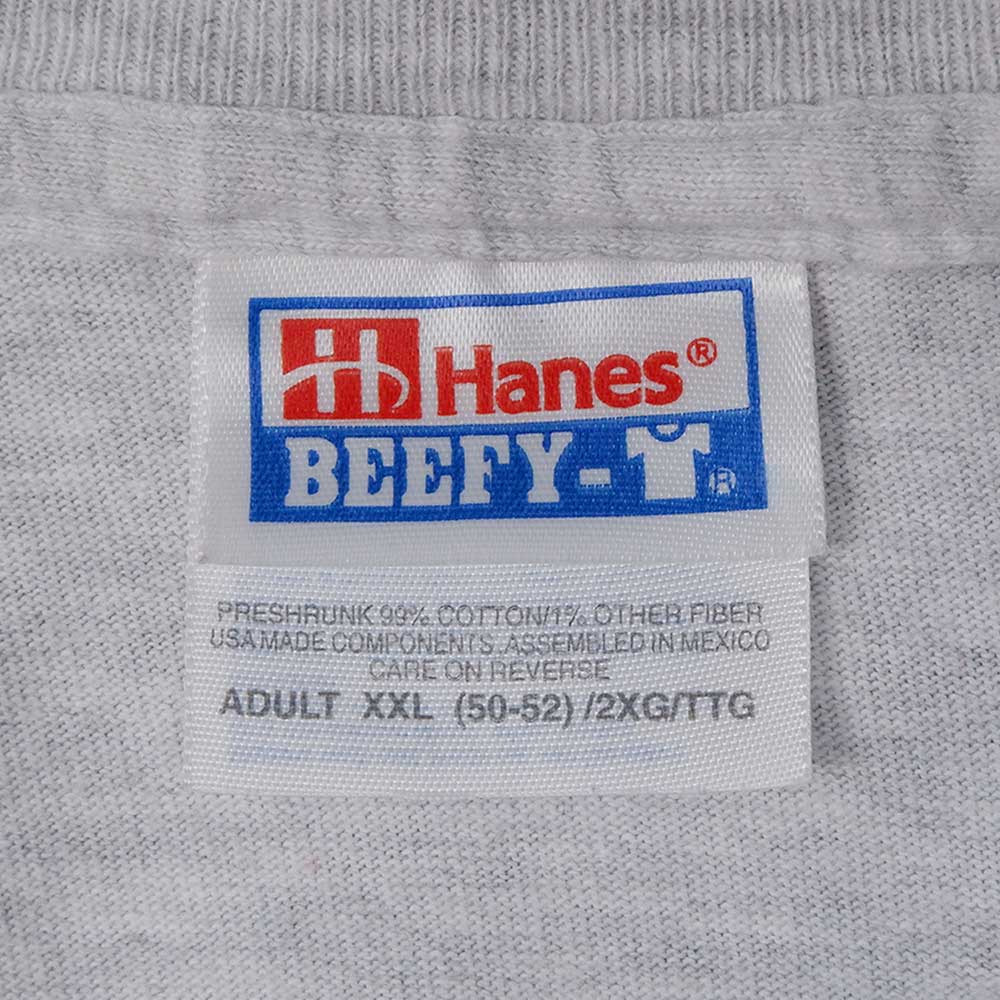 H Hanes®
BEEFY-T®
PRESHRUNK 99% COTTON/1% OTHER FIBER
USA MADE COMPONENTS. ASSEMBLED IN MEXICO
CARE ON REVERSE
ADULT XXL (50-52) /2XG/TTG